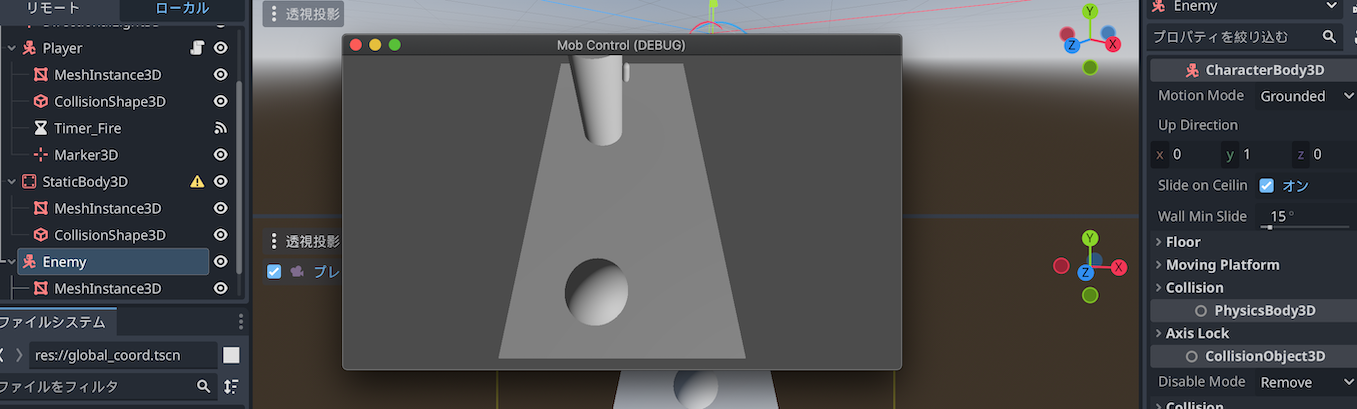 リモート
ローカル
Player
MeshInstance3D
CollisionShape3D
Timer_Fire
Marker3D
StaticBody3D
MeshInstance3D
CollisionShape3D
Enemy
MeshInstance3D
ファイルシステム
res://global_coord.tscn
ファイルをフィルタ
透視投影
Mob Control (DEBUG)
透視投影
プレ
Y
Z
X
Y
Z
X
Enemy
プロパティを絞り込む
CharacterBody3D
Motion Mode Grounded
Up Direction
x 0 y 1 z 0
Slide on Ceilin オン
Wall Min Slide 15°
Floor
Moving Platform
Collision
PhysicsBody3D
Axis Lock
CollisionObject3D
Disable Mode Remove
Collision